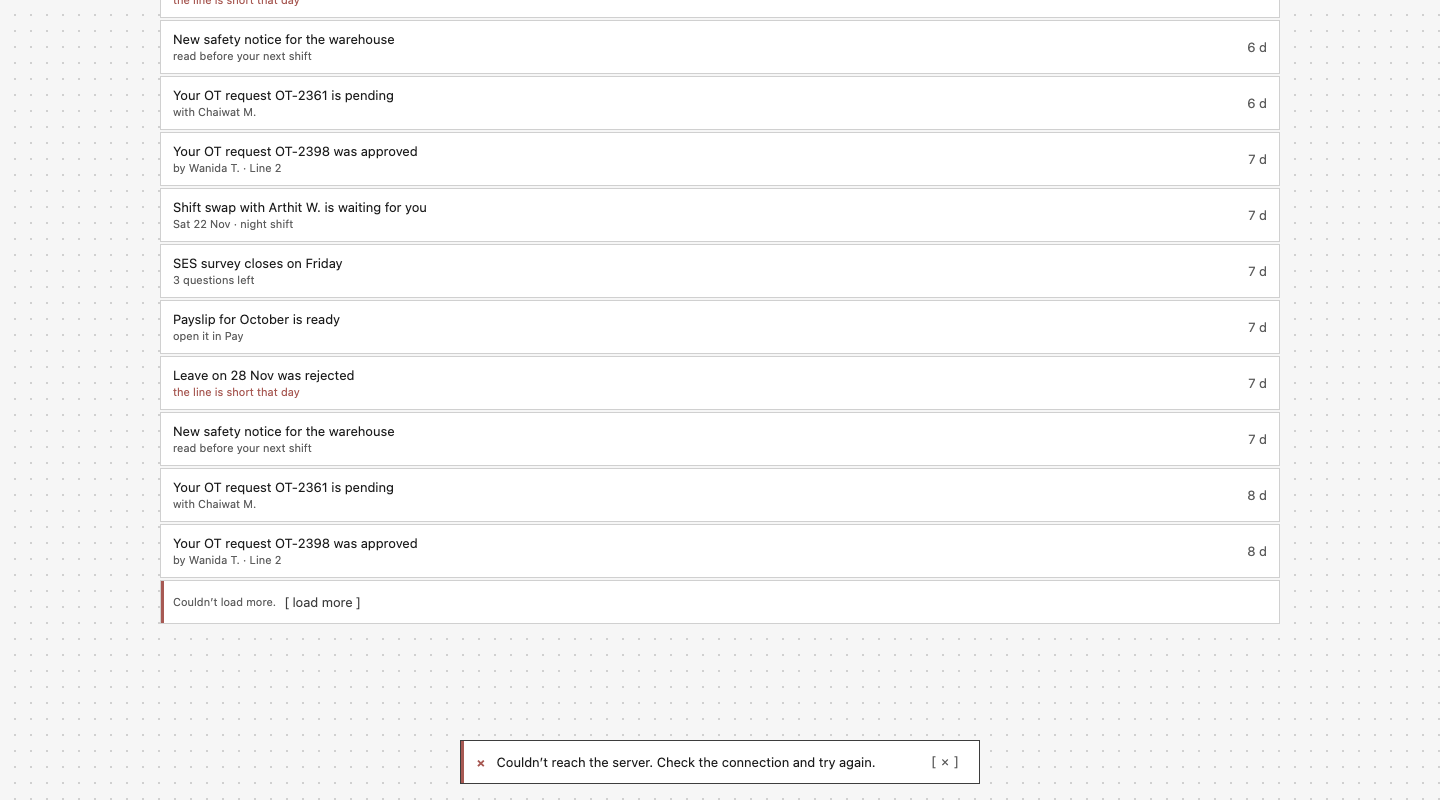 the line is short that day
New safety notice for the warehouse
read before your next shift
6 d
Your OT request OT-2361 is pending
with Chaiwat M.
6 d
Your OT request OT-2398 was approved
by Wanida T. · Line 2
7 d
Shift swap with Arthit W. is waiting for you
Sat 22 Nov · night shift
7 d
SES survey closes on Friday
3 questions left
7 d
Payslip for October is ready
open it in Pay
7 d
Leave on 28 Nov was rejected
the line is short that day
7 d
New safety notice for the warehouse
read before your next shift
7 d
Your OT request OT-2361 is pending
with Chaiwat M.
8 d
Your OT request OT-2398 was approved
by Wanida T. · Line 2
8 d
Couldn’t load more. [ load more ]
× Couldn’t reach the server. Check the connection and try again. [ × ]